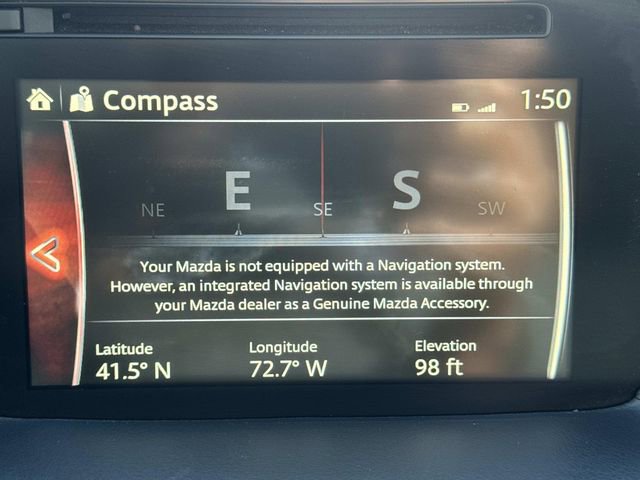 Compass 1:50
NE E SE S SW
Your Mazda is not equipped with a Navigation system.
However, an integrated Navigation system is available through
your Mazda dealer as a Genuine Mazda Accessory.
Latitude Longitude Elevation
41.5° N 72.7° W 98 ft